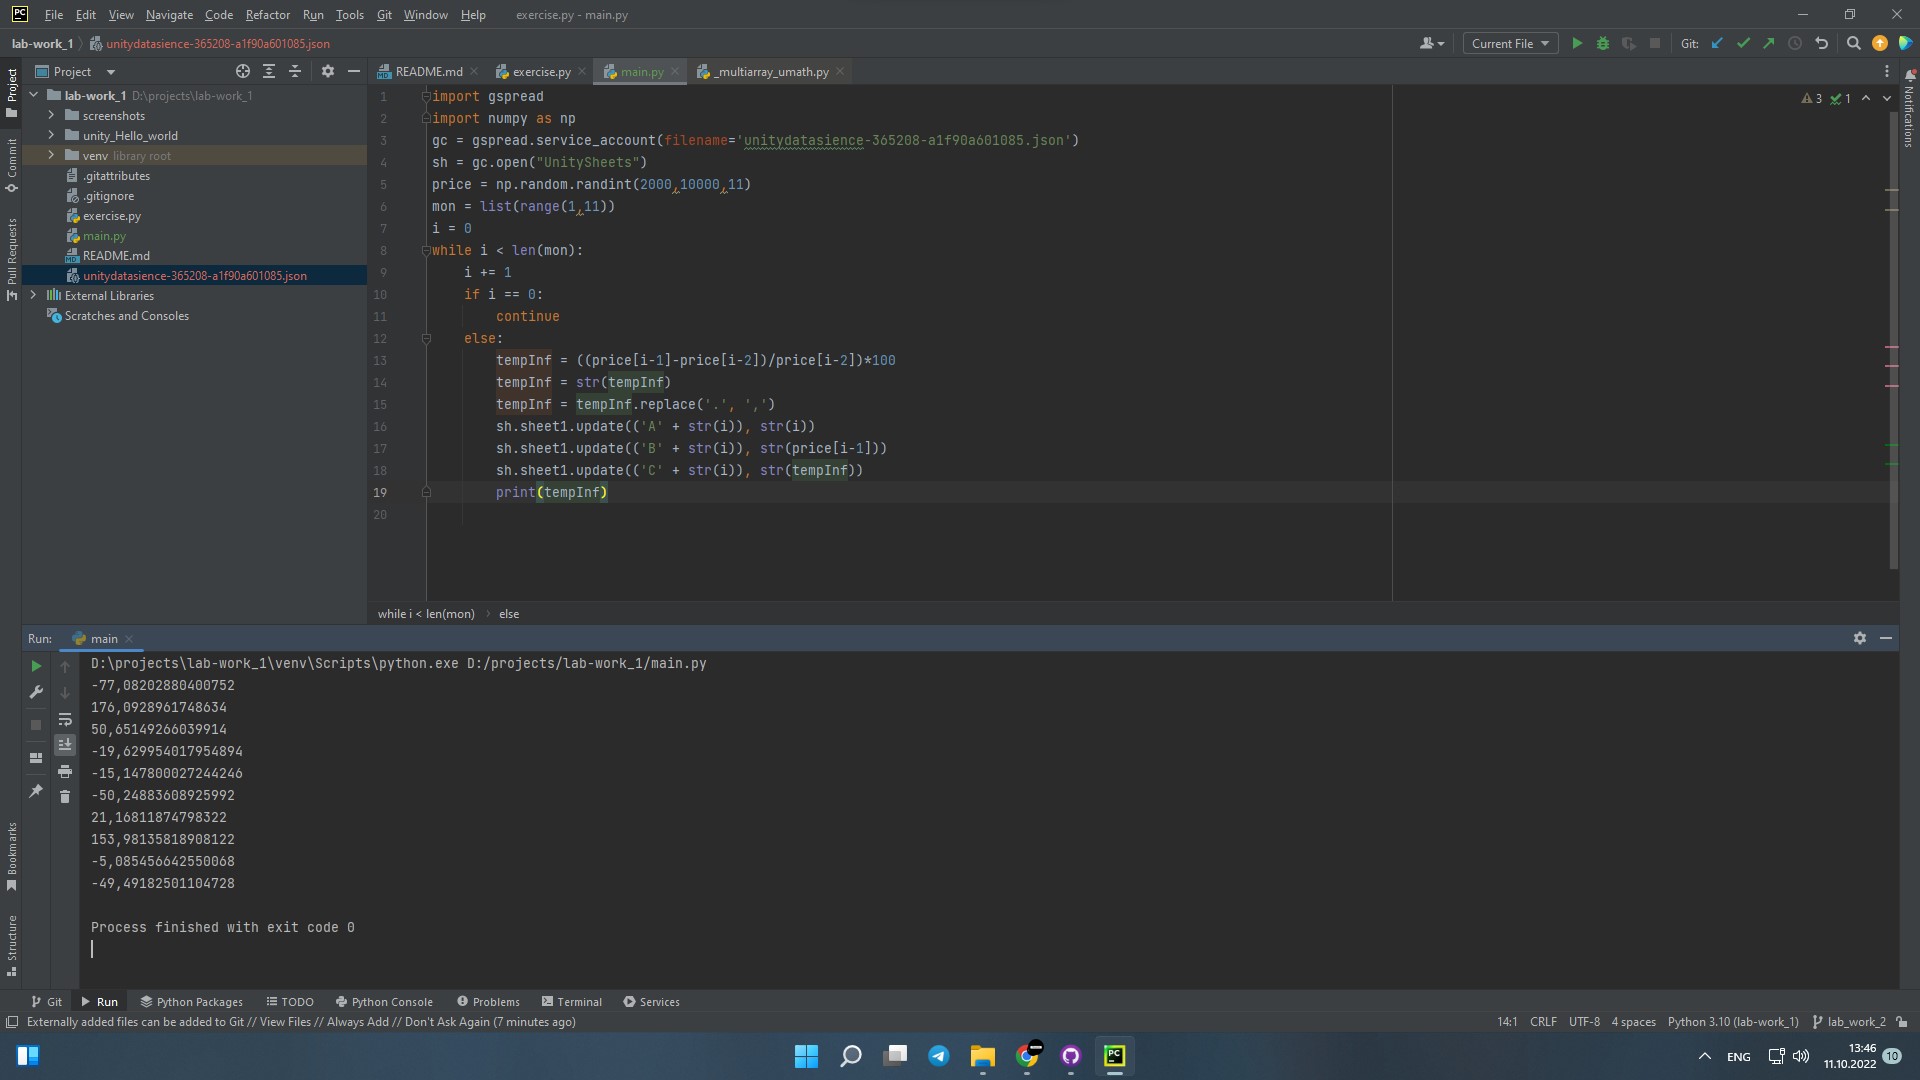 File Edit View Navigate Code Refactor Run Tools Git Window Help exercise.py - main.py
lab-work_1 unitydatasience-365208-a1f90a601085.json Current File Git:
Project README.md exercise.py main.py _multiarray_umath.py
lab-work_1 D:\projects\lab-work_1
screenshots
unity_Hello_world
venv library root
.gitattributes
.gitignore
exercise.py
main.py
README.md
unitydatasience-365208-a1f90a601085.json
External Libraries
Scratches and Consoles
Project
Commit
Pull Requests
Bookmarks
Structure
Notifications
3 1
1 import gspread
2 import numpy as np
3 gc = gspread.service_account(filename='unitydatasience-365208-a1f90a601085.json')
4 sh = gc.open("UnitySheets")
5 price = np.random.randint(2000,10000,11)
6 mon = list(range(1,11))
7 i = 0
8 while i < len(mon):
9 i += 1
10 if i == 0:
11 continue
12 else:
13 tempInf = ((price[i-1]-price[i-2])/price[i-2])*100
14 tempInf = str(tempInf)
15 tempInf = tempInf.replace('.', ',')
16 sh.sheet1.update(('A' + str(i)), str(i))
17 sh.sheet1.update(('B' + str(i)), str(price[i-1]))
18 sh.sheet1.update(('C' + str(i)), str(tempInf))
19 print(tempInf)
20
while i < len(mon) › else
Run: main
D:\projects\lab-work_1\venv\Scripts\python.exe D:/projects/lab-work_1/main.py
-77,08202880400752
176,0928961748634
50,65149266039914
-19,629954017954894
-15,147800027244246
-50,24883608925992
21,16811874798322
153,98135818908122
-5,085456642550068
-49,49182501104728
Process finished with exit code 0
Git Run Python Packages TODO Python Console Problems Terminal Services
Externally added files can be added to Git // View Files // Always Add // Don't Ask Again (7 minutes ago) 14:1 CRLF UTF-8 4 spaces Python 3.10 (lab-work_1) lab_work_2
ENG 13:46 10
11.10.2022